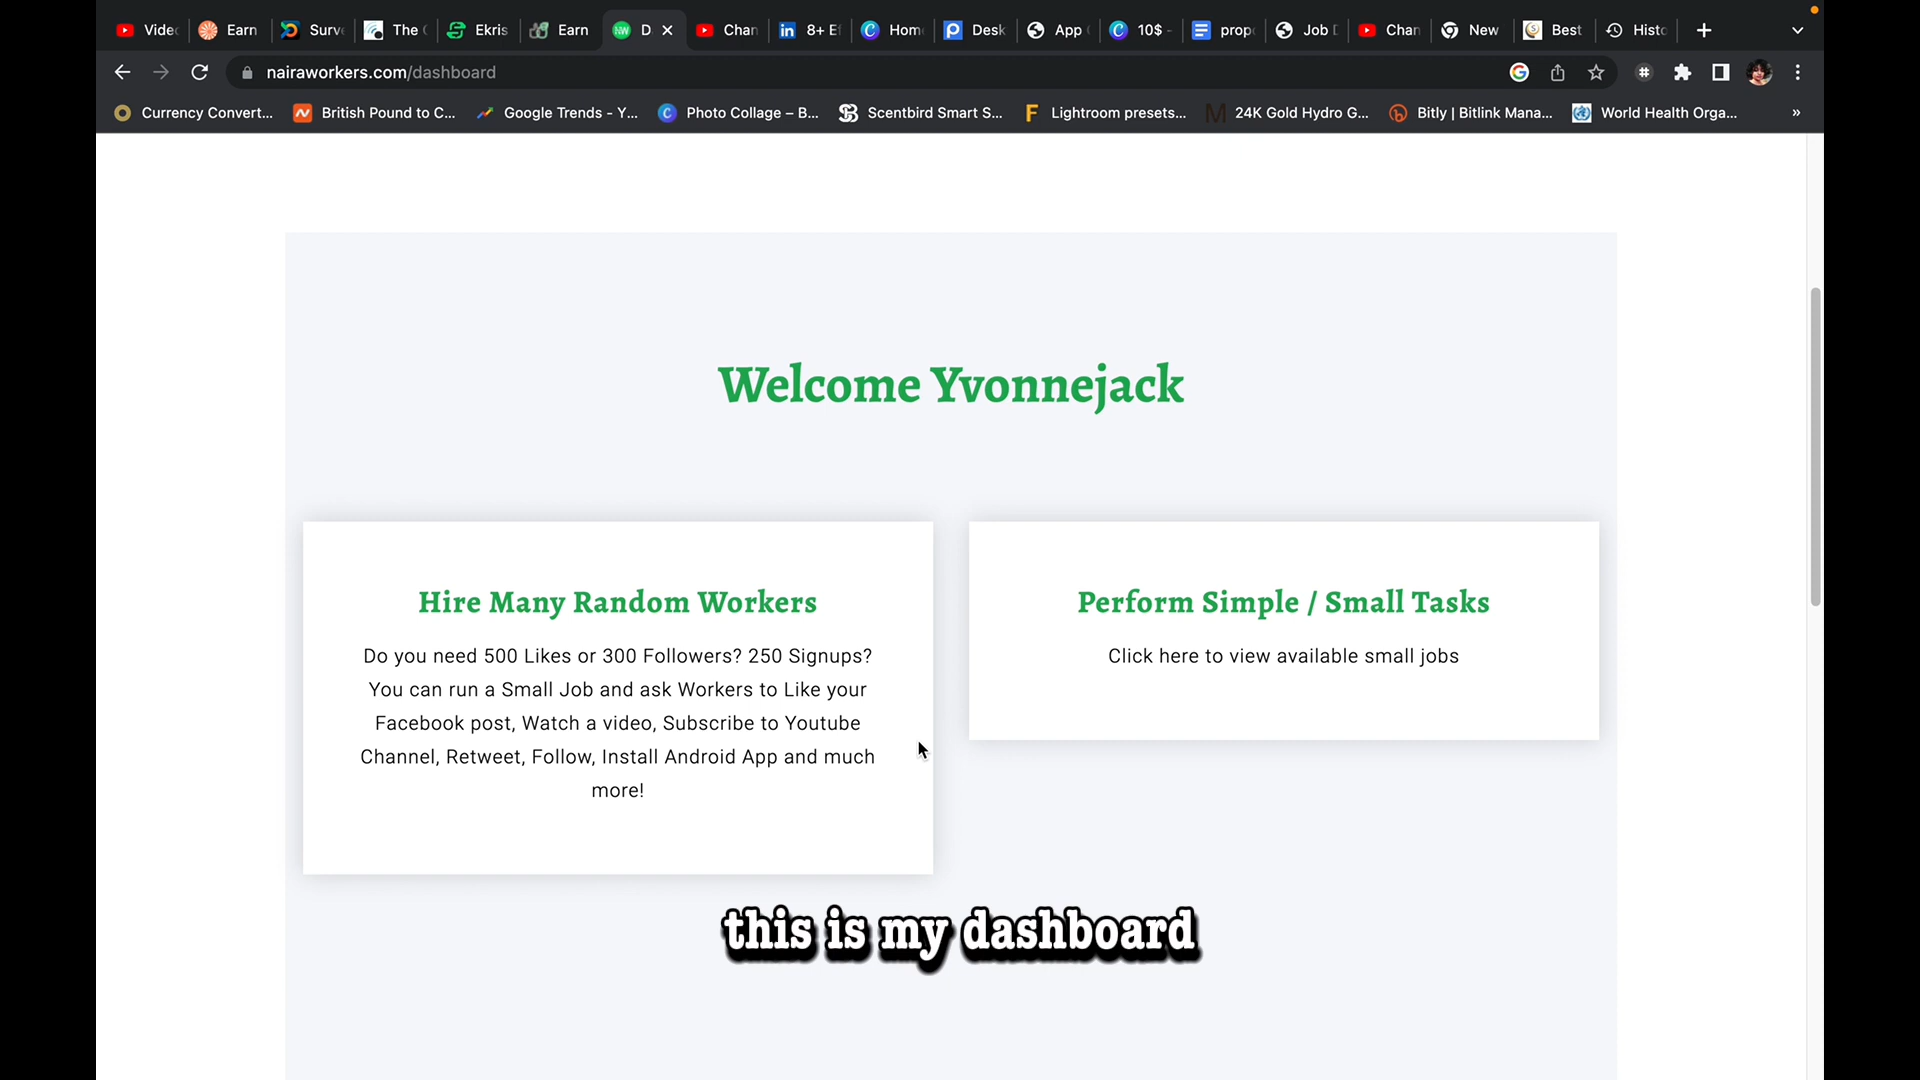 Vide
Earn
Surve
The
Ekris
Earn
D
Chan
8+ E
Hom
Desk
App
10$ -
prop
Job D
Chan
New
Best
Histo
nairaworkers.com/dashboard
Currency Convert...
British Pound to C...
Google Trends - Y...
Photo Collage – B...
Scentbird Smart S...
Lightroom presets...
24K Gold Hydro G...
Bitly | Bitlink Mana...
World Health Orga...
»
Welcome Yvonnejack
Hire Many Random Workers
Do you need 500 Likes or 300 Followers? 250 Signups?
You can run a Small Job and ask Workers to Like your
Facebook post, Watch a video, Subscribe to Youtube
Channel, Retweet, Follow, Install Android App and much
more!
Perform Simple / Small Tasks
Click here to view available small jobs
this is my dashboard